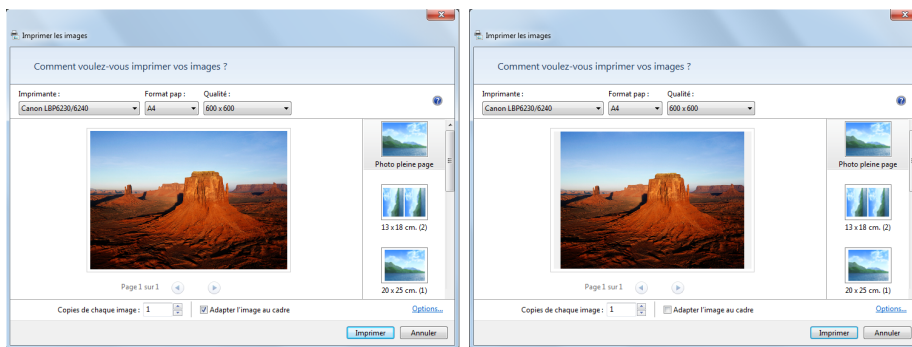 Imprimer les images
Comment voulez-vous imprimer vos images ?
Imprimante :
Format pap :
Qualité :
Canon LBP6230/6240
A4
600 x 600
Photo pleine page
13 x 18 cm. (2)
20 x 25 cm. (1)
Page 1 sur 1
Copies de chaque image : 1
Adapter l'image au cadre
Options...
Imprimer
Annuler
Imprimer les images
Comment voulez-vous imprimer vos images ?
Imprimante :
Format pap :
Qualité :
Canon LBP6230/6240
A4
600 x 600
Photo pleine page
13 x 18 cm. (2)
20 x 25 cm. (1)
Page 1 sur 1
Copies de chaque image : 1
Adapter l'image au cadre
Options...
Imprimer
Annuler